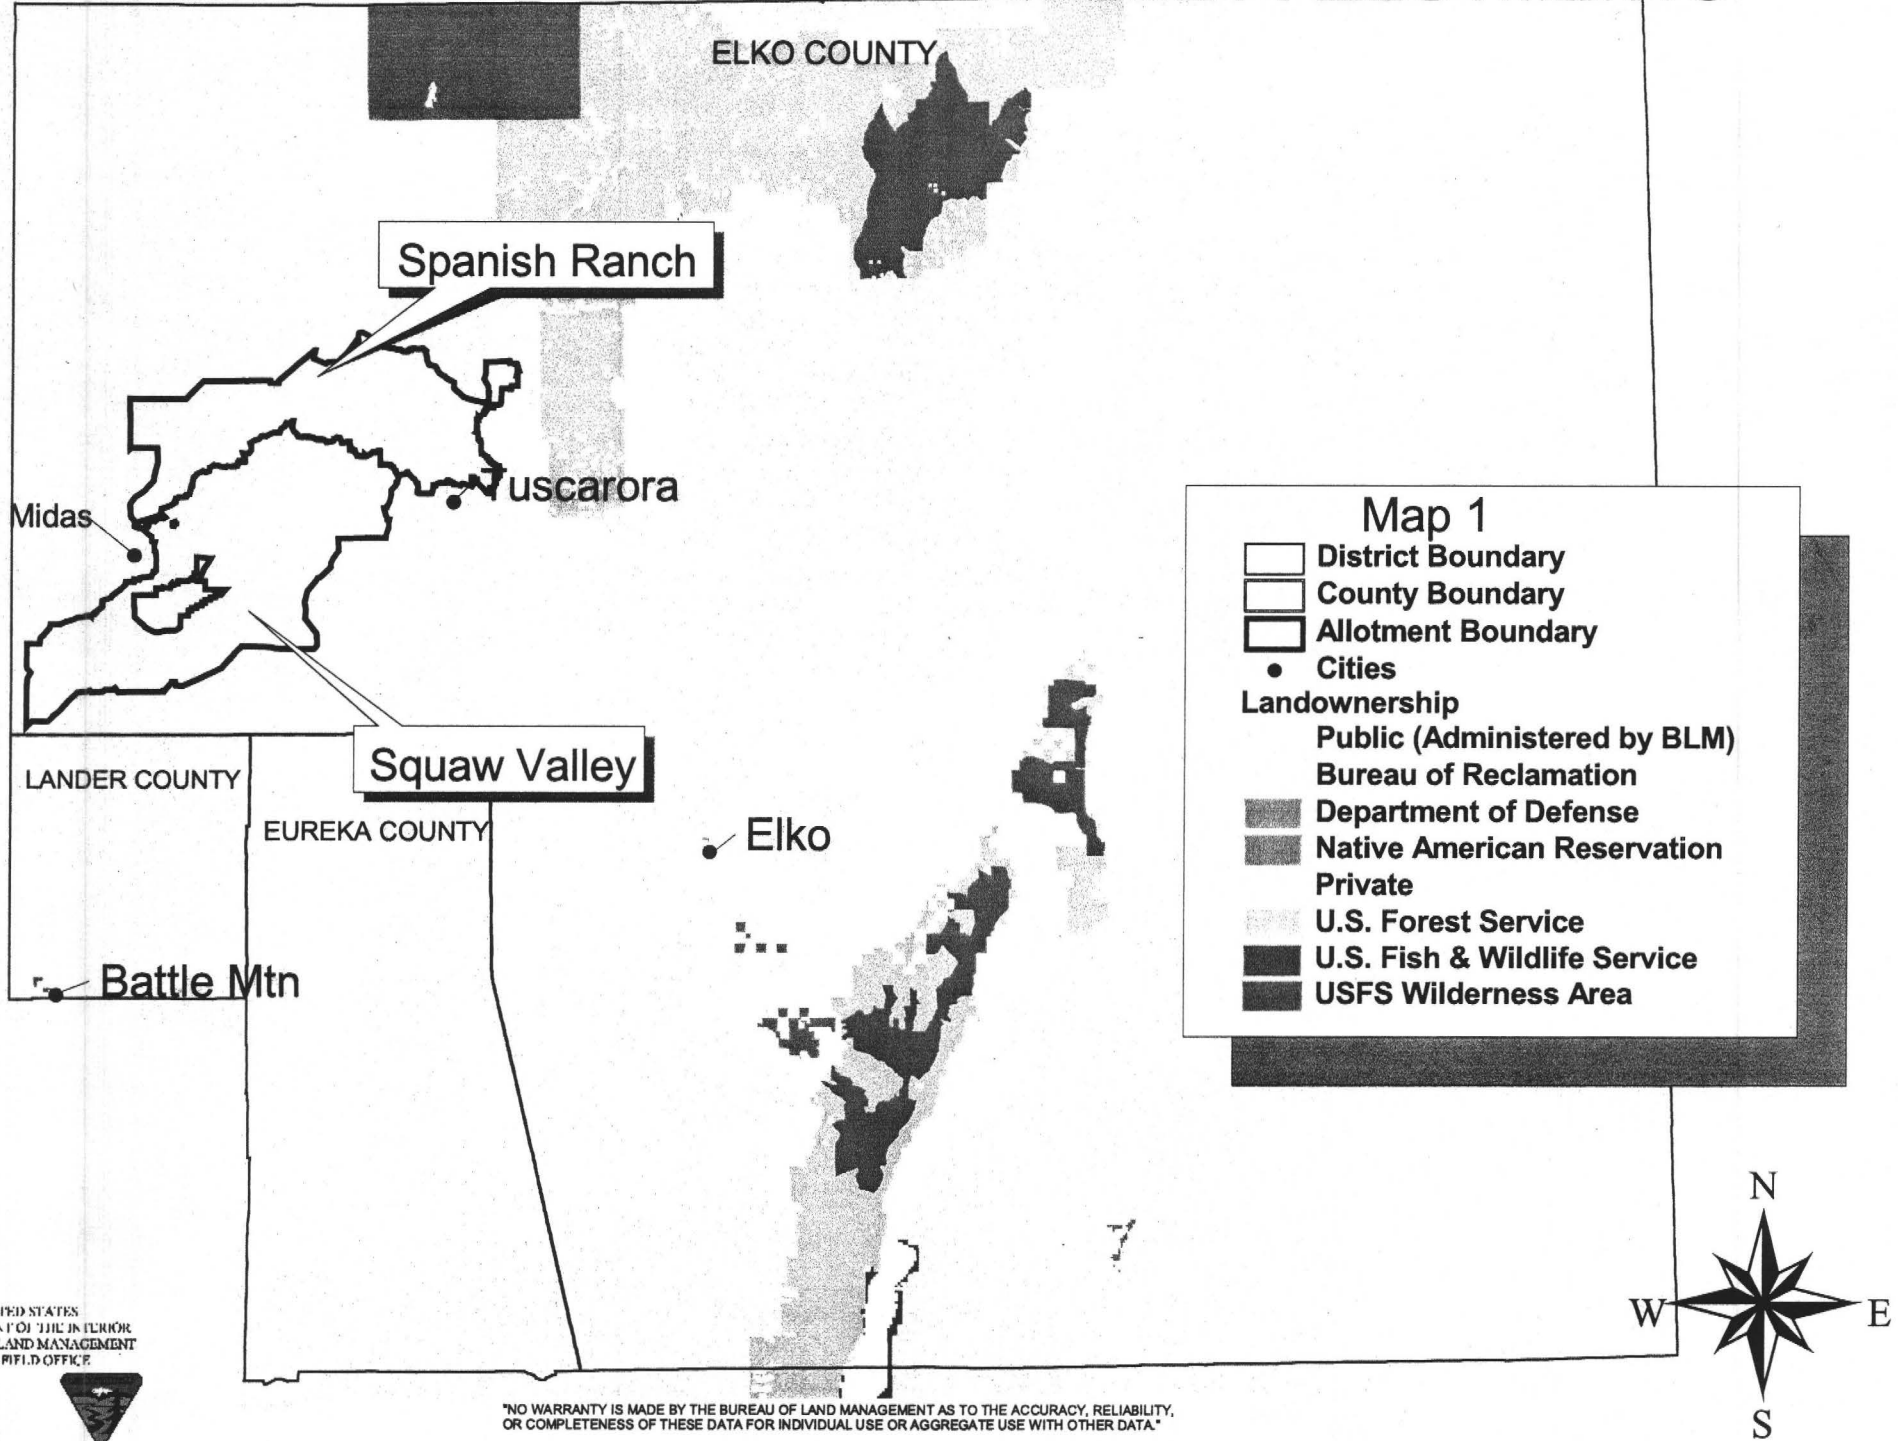 ELKO COUNTY
Spanish Ranch
Tuscarora
Midas
Squaw Valley
LANDER COUNTY
EUREKA COUNTY
Elko
Battle Mtn
Map 1
District Boundary
County Boundary
Allotment Boundary
Cities
Landownership
Public (Administered by BLM)
Bureau of Reclamation
Department of Defense
Native American Reservation
Private
U.S. Forest Service
U.S. Fish & Wildlife Service
USFS Wilderness Area
N
W
E
S
STATES
INTERIOR
LAND MANAGEMENT
FIELD OFFICE
"NO WARRANTY IS MADE BY THE BUREAU OF LAND MANAGEMENT AS TO THE ACCURACY, RELIABILITY,
OR COMPLETENESS OF THESE DATA FOR INDIVIDUAL USE OR AGGREGATE USE WITH OTHER DATA."